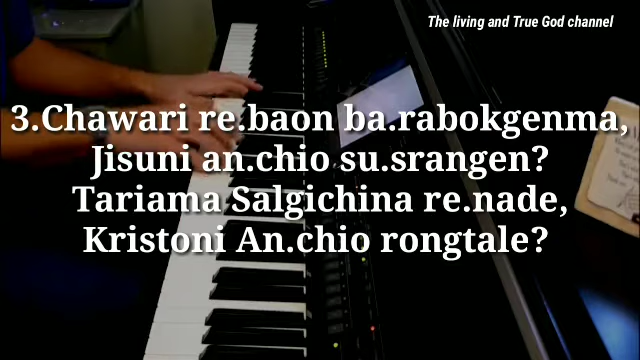 The living and True God channel
3.Chawari re.baon ba.rabokgenma,
Jisuni an.chio su.srangen?
Tariama Salgichina re.nade,
Kristoni An.chio rongtale?